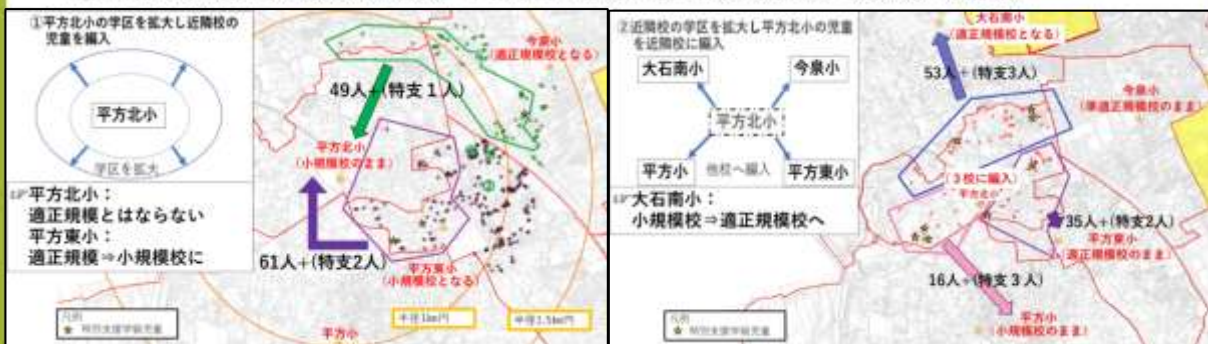 ①平方北小の学区を拡大し近隣校の
児童を編入
平方北小
学区を拡大
☞平方北小：
適正規模とはならない
平方東小：
適正規模⇒小規模校に
今泉小
（適正規模校となる）
49人＋（特支１人）
平方北小
（小規模校のまま）
61人＋（特支2人）
平方東小
（小規模校となる）
平方小
半径1km円
半径1.5km円
凡例
特別支援学級児童
②近隣校の学区を拡大し平方北小の児童
を近隣校に編入
大石南小
今泉小
平方北小
平方小
他校へ編入
平方東小
☞大石南小：
小規模校⇒適正規模校へ
大石南小
（適正規模校となる）
53人＋（特支3人）
今泉小
（準適正規模校のまま）
（３校に編入）
平方北小
35人＋（特支2人）
平方東小
（適正規模校のまま）
16人＋（特支３人）
平方小
（小規模校のまま）
凡例
特別支援学級児童